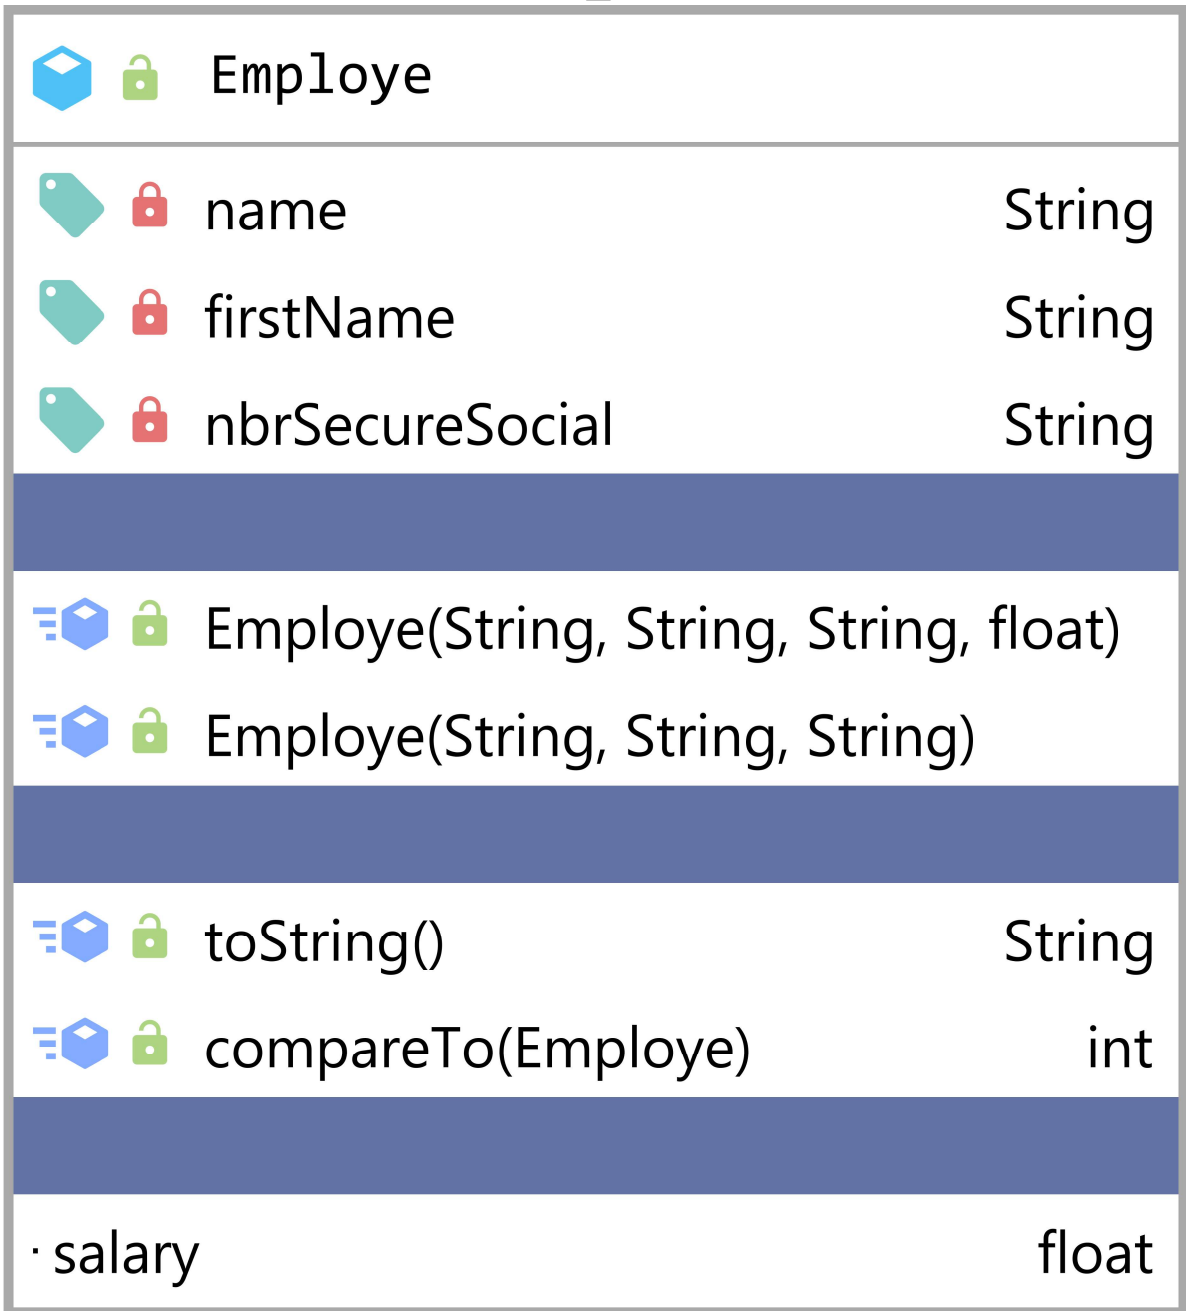 Employe
name String
firstName String
nbrSecureSocial String
Employe(String, String, String, float)
Employe(String, String, String)
toString() String
compareTo(Employe) int
· salary float